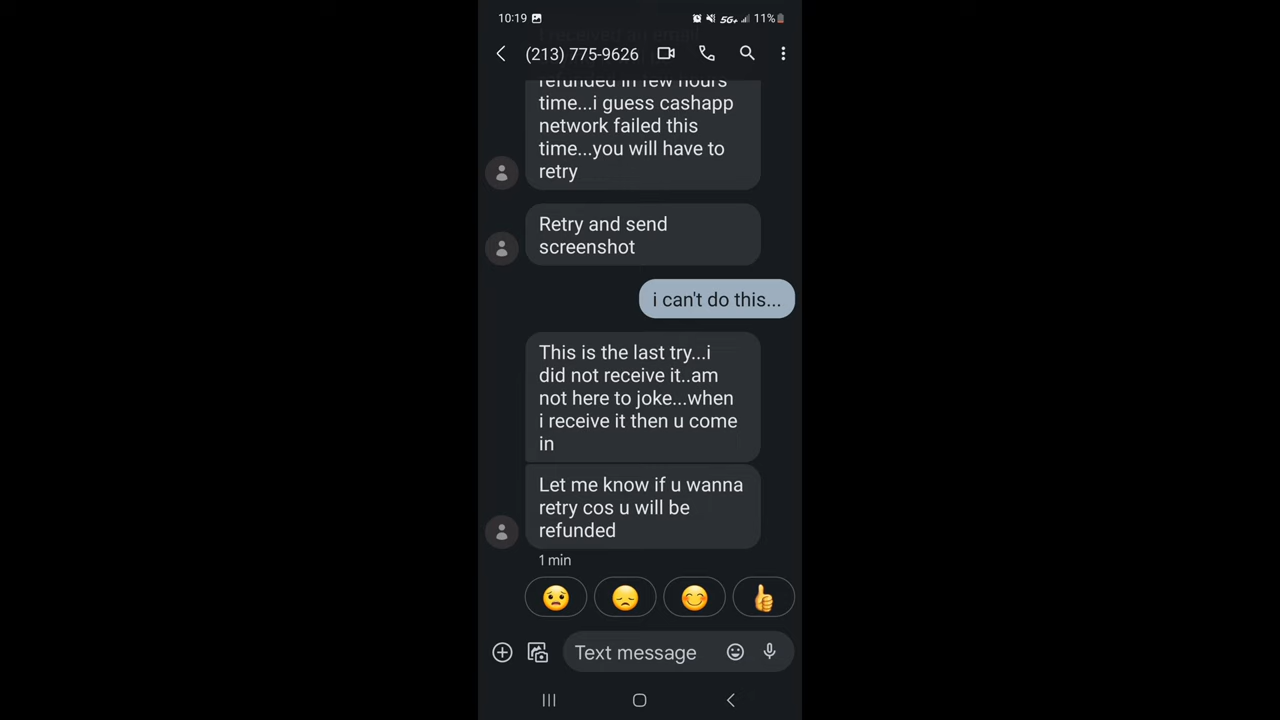 10:19 5G+ 11%
(213) 775-9626
refunded in few hours
time...i guess cashapp
network failed this
time...you will have to
retry
Retry and send
screenshot
i can't do this...
This is the last try...i
did not receive it..am
not here to joke...when
i receive it then u come
in
Let me know if u wanna
retry cos u will be
refunded
1 min
Text message